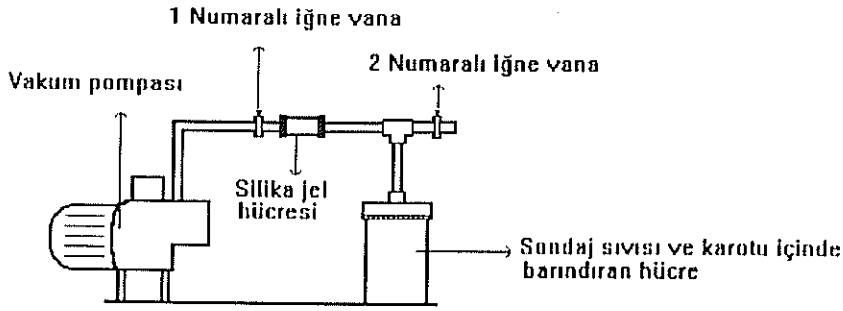 1 Numaralı iğne vana
2 Numaralı iğne vana
Vakum pompası
Silika jel
hücresi
Sondaj sıvısı ve karotu içinde
barındıran hücre